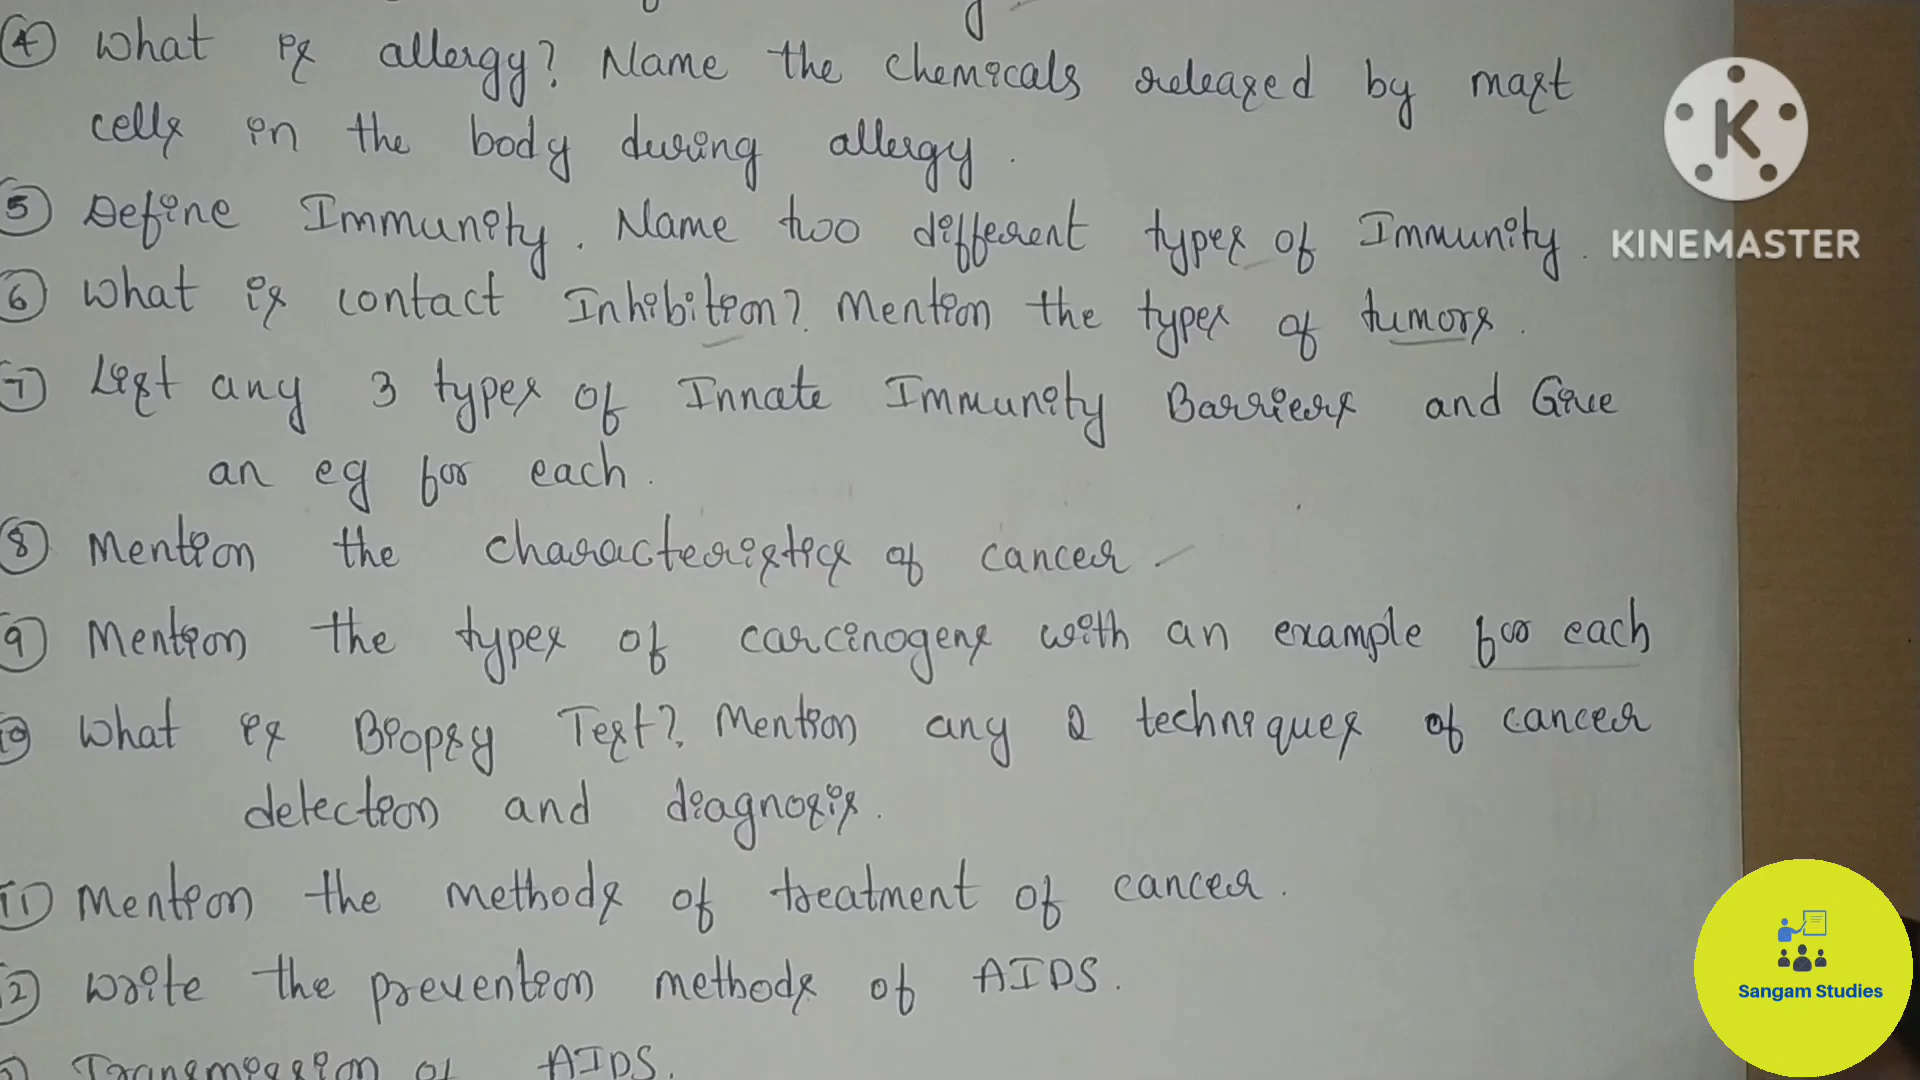 4 What is allergy? Name the chemicals released by mast
cells in the body during allergy.
5 Define Immunity. Name two different types of Immunity.
6 What is contact Inhibition? Mention the types of tumors.
7 List any 3 types of Innate Immunity Barriers and Give
an eg for each.
8 Mention the characteristics of cancer
9 Mention the types of carcinogens with an example for each
What is Biopsy Test? Mention any 2 techniques of cancer
detection and diagnosis.
11 Mention the methods of treatment of cancer.
2 Write the prevention methods of AIDS.
Transmission of AIDS.
K
KINEMASTER
Sangam Studies